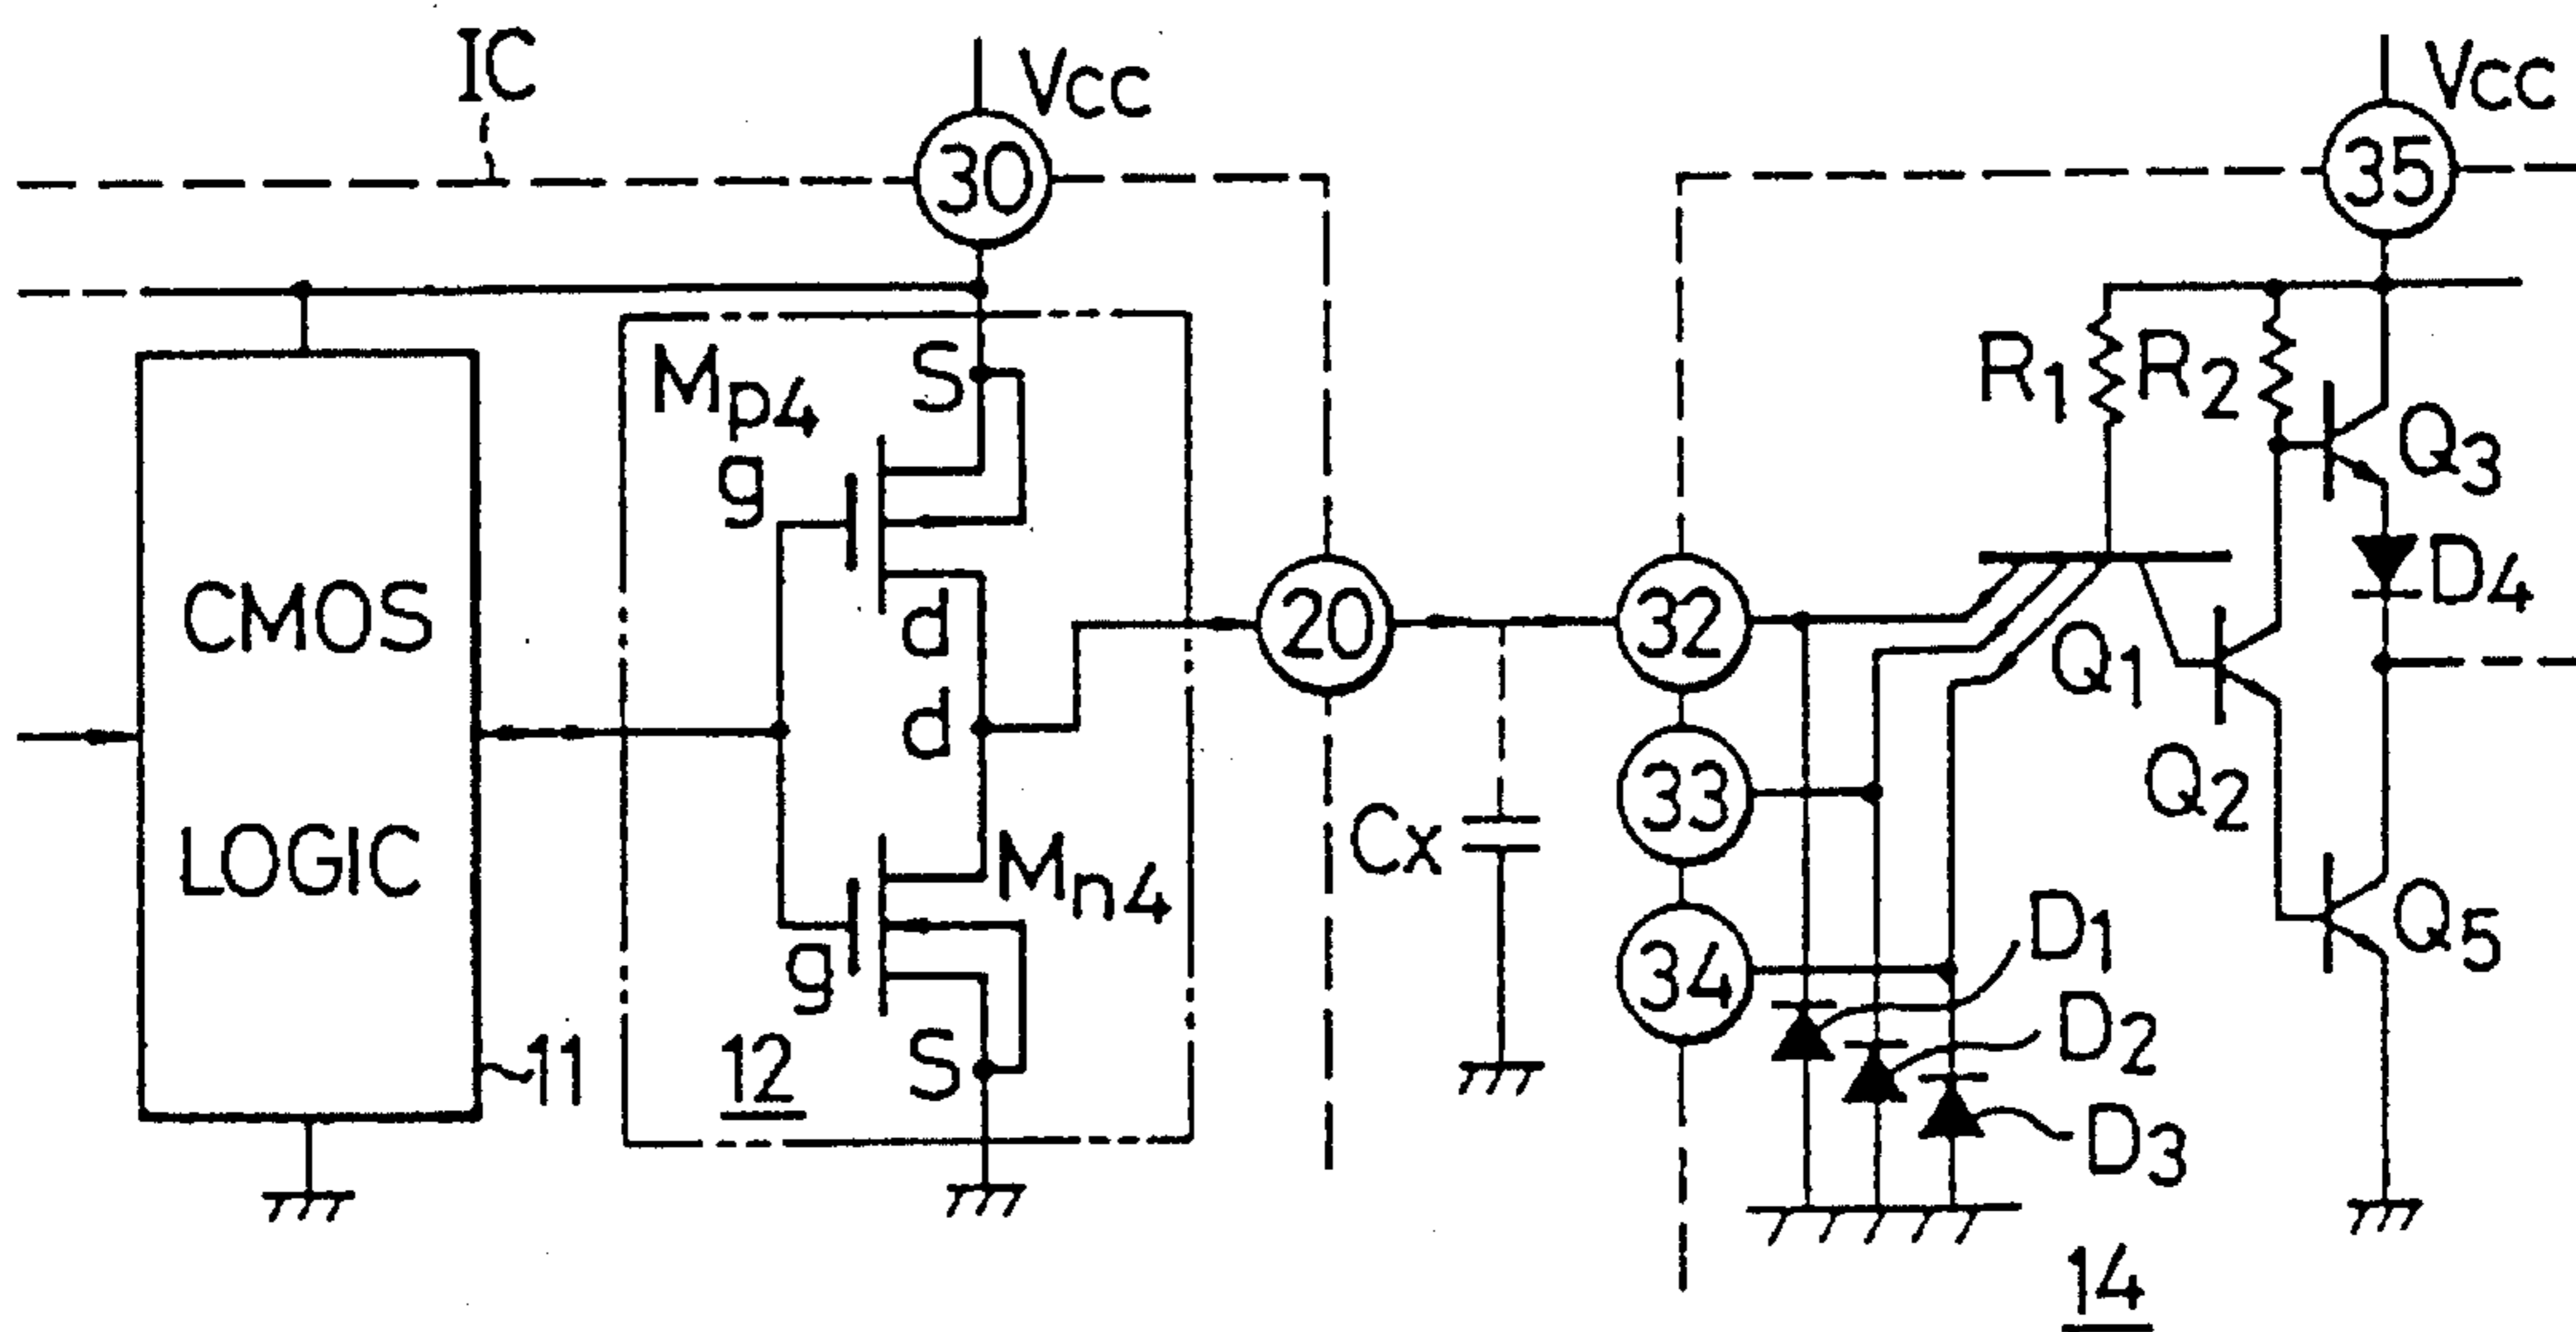 IC
Vcc
30
Vcc
35
Mp4
S
g
d
d
Mn4
g
S
12
CMOS
LOGIC
11
20
Cx
32
33
34
R1
R2
Q3
D4
Q1
Q2
Q5
D1
D2
D3
14